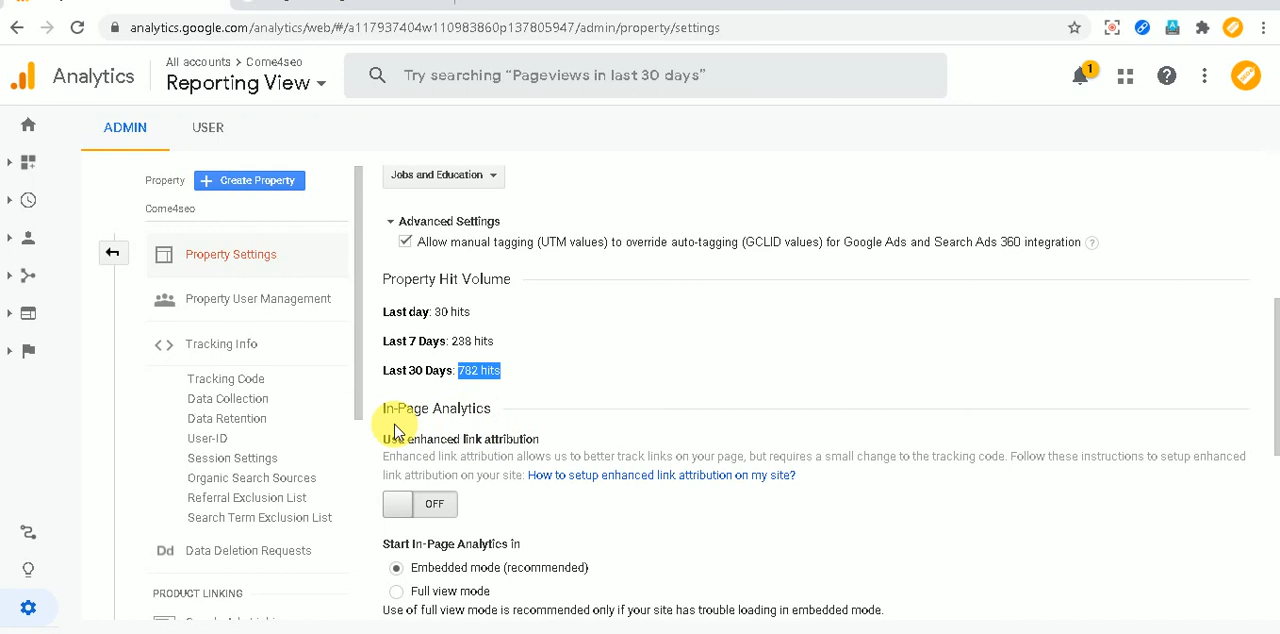 analytics.google.com/analytics/web/#/a117937404w110983860p137805947/admin/property/settings
Analytics
All accounts > Come4seo
Reporting View
Try searching “Pageviews in last 30 days”
1
ADMIN
USER
Property
+ Create Property
Come4seo
Property Settings
Property User Management
Tracking Info
Tracking Code
Data Collection
Data Retention
User-ID
Session Settings
Organic Search Sources
Referral Exclusion List
Search Term Exclusion List
Dd Data Deletion Requests
PRODUCT LINKING
Jobs and Education
Advanced Settings
Allow manual tagging (UTM values) to override auto-tagging (GCLID values) for Google Ads and Search Ads 360 integration ?
Property Hit Volume
Last day: 30 hits
Last 7 Days: 238 hits
Last 30 Days: 782 hits
In-Page Analytics
Use enhanced link attribution
Enhanced link attribution allows us to better track links on your page, but requires a small change to the tracking code. Follow these instructions to setup enhanced
link attribution on your site: How to setup enhanced link attribution on my site?
OFF
Start In-Page Analytics in
Embedded mode (recommended)
Full view mode
Use of full view mode is recommended only if your site has trouble loading in embedded mode.